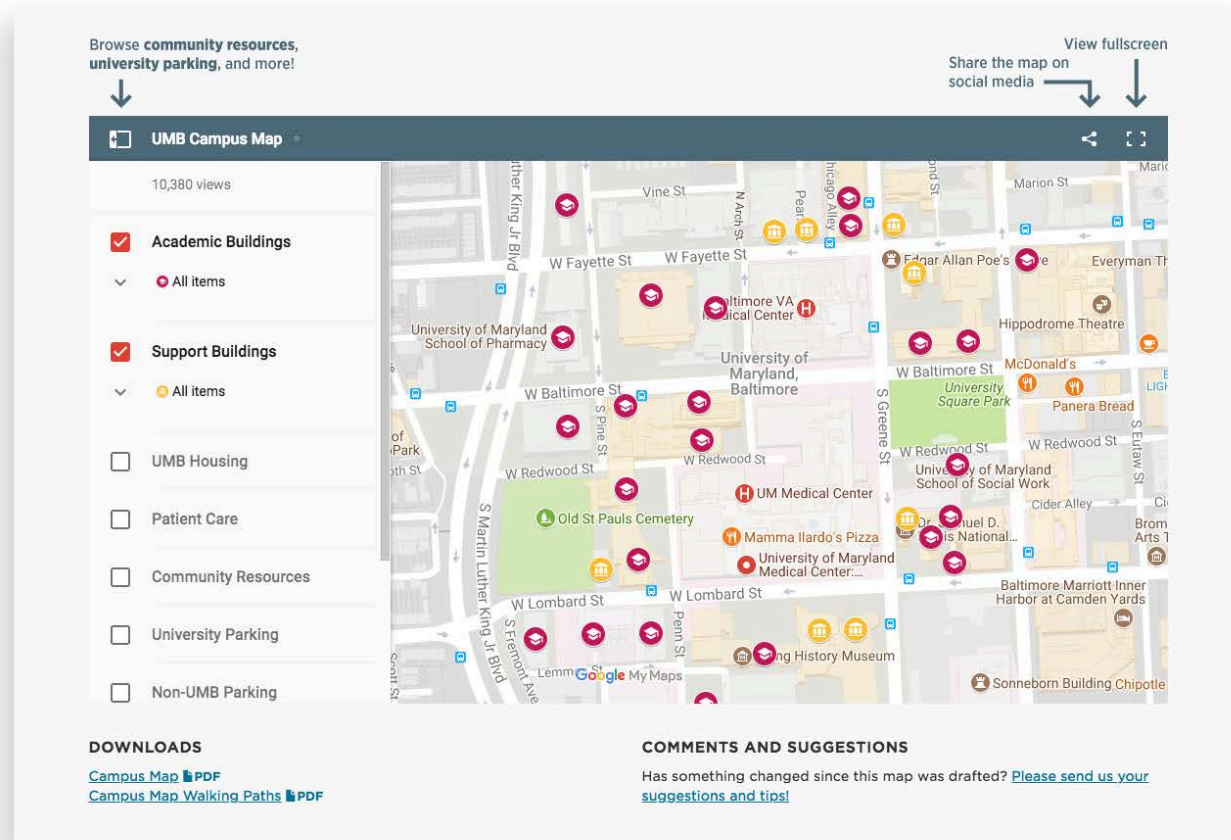 Browse community resources,
university parking, and more!
View fullscreen
Share the map on
social media
UMB Campus Map
10,380 views
Academic Buildings
All items
Support Buildings
All items
UMB Housing
Patient Care
Community Resources
University Parking
Non-UMB Parking
Vine St
N Arch St
Marion St
W Fayette St
W Fayette St
Edgar Allan Poe's
Everyman Th
Baltimore VA
Medical Center
University of Maryland
School of Pharmacy
Hippodrome Theatre
University of
Maryland,
Baltimore
W Baltimore St
McDonald's
University
Square Park
Panera Bread
W Baltimore St
S Pine St
S Greene St
S Eutaw St
W Redwood St
W Redwood St
W Redwood St
W Redwood St
University of Maryland
School of Social Work
UM Medical Center
Cider Alley
Old St Pauls Cemetery
Mamma Ilardo's Pizza
University of Maryland
Medical Center:...
S Martin Luther King Jr Blvd
Baltimore Marriott Inner
Harbor at Camden Yards
W Lombard St
W Lombard St
S Fremont Ave
Penn St
History Museum
Google My Maps
Sonneborn Building
Chipotle
DOWNLOADS
Campus Map PDF
Campus Map Walking Paths PDF
COMMENTS AND SUGGESTIONS
Has something changed since this map was drafted? Please send us your
suggestions and tips!